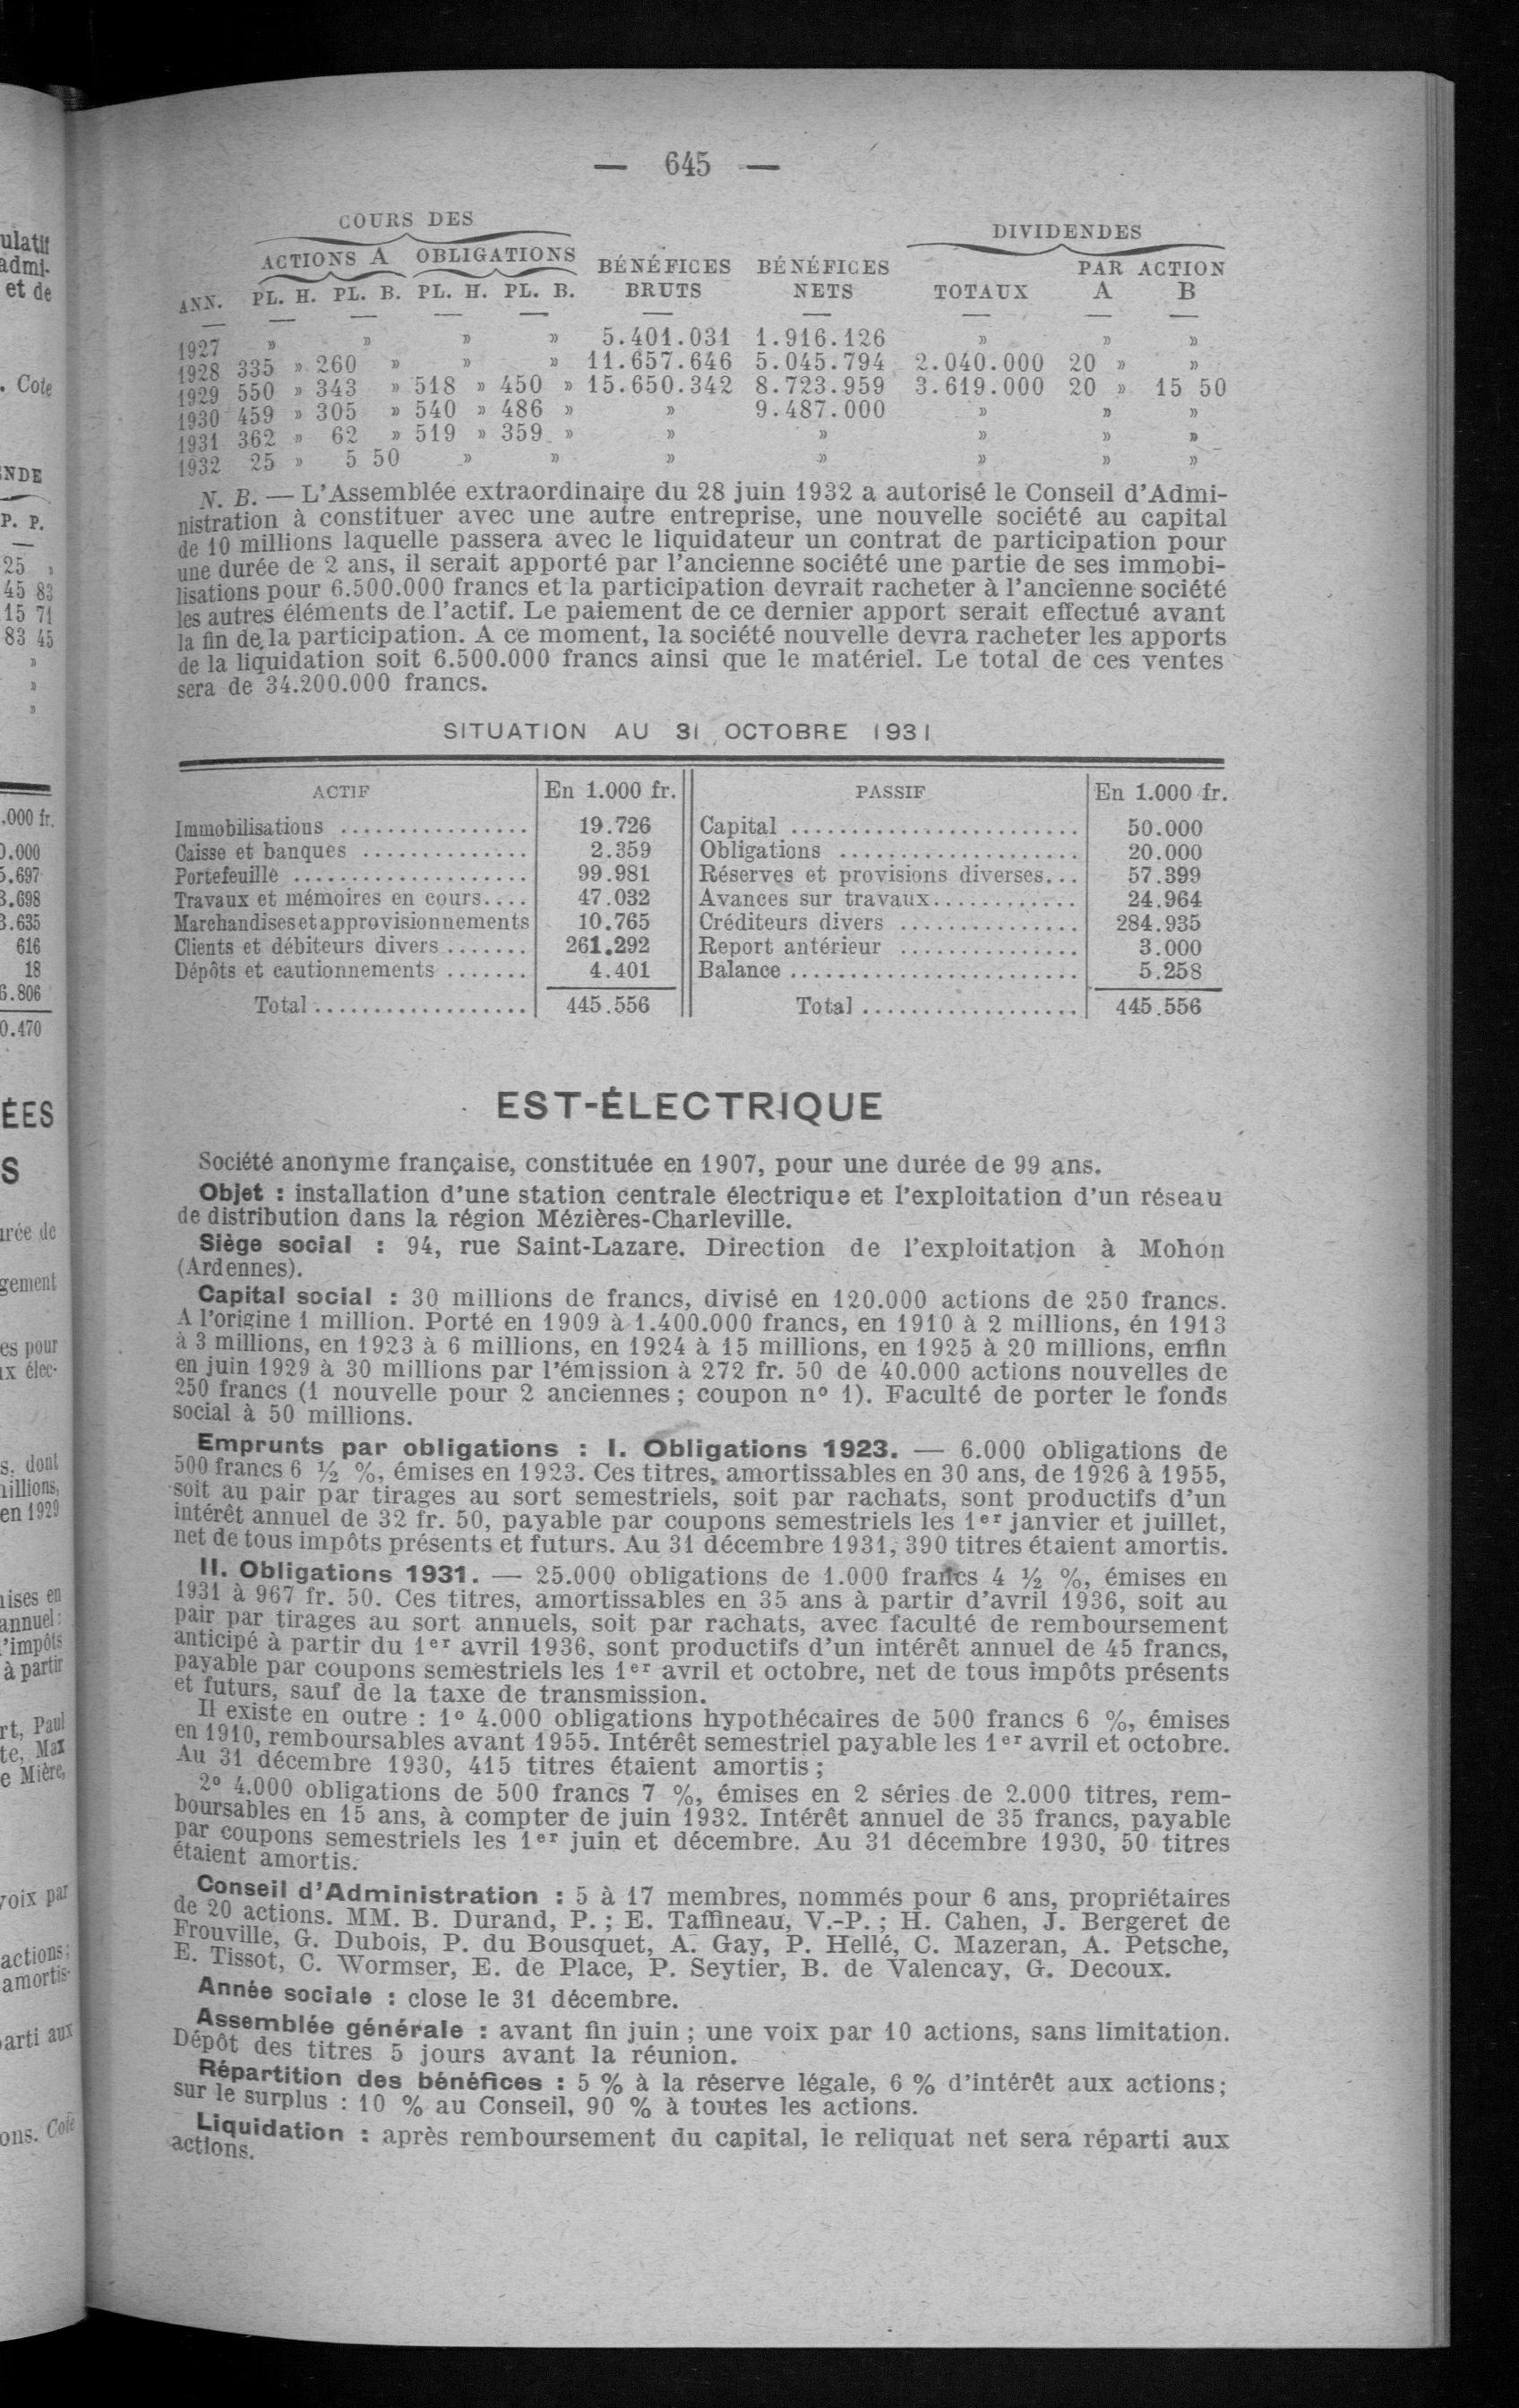 — 645 —
COURS DES
DIVIDENDES
ACTIONS A OBLIGATIONS BÉNÉFICES BÉNÉFICES PAR ACTION
ANN. PL. H. PL. B. PL. H. PL. B. BRUTS NETS TOTAUX A B
1927 » » » » 5.401.031 1.916.126 » » »
1928 335 » 260 » » » 11.657.646 5.045.794 2.040.000 20 » »
1929 550 » 343 » 518 » 450 » 15.650.342 8.723.959 3.619.000 20 » 15 50
1930 459 » 305 » 540 » 486 » » 9.487.000 » » »
1931 362 » 62 » 519 » 359 » » » » » »
1932 25 » 5 50 » » » » » » »
N. B. — L'Assemblée extraordinaire du 28 juin 1932 a autorisé le Conseil d'Admi-
nistration à constituer avec une autre entreprise, une nouvelle société au capital
de 10 millions laquelle passera avec le liquidateur un contrat de participation pour
une durée de 2 ans, il serait apporté par l'ancienne société une partie de ses immobi-
lisations pour 6.500.000 francs et la participation devrait racheter à l'ancienne société
les autres éléments de l'actif. Le paiement de ce dernier apport serait effectué avant
la fin de la participation. A ce moment, la société nouvelle devra racheter les apports
de la liquidation soit 6.500.000 francs ainsi que le matériel. Le total de ces ventes
sera de 34.200.000 francs.
SITUATION AU 31 OCTOBRE 1931
ACTIF En 1.000 fr. PASSIF En 1.000 fr.
Immobilisations ................ 19.726 Capital ........................ 50.000
Caisse et banques .............. 2.359 Obligations .................... 20.000
Portefeuille .................... 99.981 Réserves et provisions diverses... 57.399
Travaux et mémoires en cours.... 47.032 Avances sur travaux............ 24.964
Marchandises et approvisionnements 10.765 Créditeurs divers ............... 284.935
Clients et débiteurs divers ....... 261.292 Report antérieur ............... 3.000
Dépôts et cautionnements ....... 4.401 Balance ........................ 5.258
Total .................. 445.556 Total .................. 445.556
EST-ÉLECTRIQUE
Société anonyme française, constituée en 1907, pour une durée de 99 ans.
Objet : installation d'une station centrale électrique et l'exploitation d'un réseau
de distribution dans la région Mézières-Charleville.
Siège social : 94, rue Saint-Lazare. Direction de l'exploitation à Mohon
(Ardennes).
Capital social : 30 millions de francs, divisé en 120.000 actions de 250 francs.
A l'origine 1 million. Porté en 1909 à 1.400.000 francs, en 1910 à 2 millions, én 1913
à 3 millions, en 1923 à 6 millions, en 1924 à 15 millions, en 1925 à 20 millions, enfin
en juin 1929 à 30 millions par l'émission à 272 fr. 50 de 40.000 actions nouvelles de
250 francs (1 nouvelle pour 2 anciennes ; coupon nº 1). Faculté de porter le fonds
social à 50 millions.
Emprunts par obligations : I. Obligations 1923. — 6.000 obligations de
500 francs 6 ½ %, émises en 1923. Ces titres, amortissables en 30 ans, de 1926 à 1955,
soit au pair par tirages au sort semestriels, soit par rachats, sont productifs d'un
intérêt annuel de 32 fr. 50, payable par coupons semestriels les 1er janvier et juillet,
net de tous impôts présents et futurs. Au 31 décembre 1931, 390 titres étaient amortis.
II. Obligations 1931. — 25.000 obligations de 1.000 francs 4 ½ %, émises en
1931 à 967 fr. 50. Ces titres, amortissables en 35 ans à partir d'avril 1936, soit au
pair par tirages au sort annuels, soit par rachats, avec faculté de remboursement
anticipé à partir du 1er avril 1936, sont productifs d'un intérêt annuel de 45 francs,
payable par coupons semestriels les 1er avril et octobre, net de tous impôts présents
et futurs, sauf de la taxe de transmission.
Il existe en outre : 1º 4.000 obligations hypothécaires de 500 francs 6 %, émises
en 1910, remboursables avant 1955. Intérêt semestriel payable les 1er avril et octobre.
Au 31 décembre 1930, 415 titres étaient amortis ;
2º 4.000 obligations de 500 francs 7 %, émises en 2 séries de 2.000 titres, rem-
boursables en 15 ans, à compter de juin 1932. Intérêt annuel de 35 francs, payable
par coupons semestriels les 1er juin et décembre. Au 31 décembre 1930, 50 titres
étaient amortis.
Conseil d'Administration : 5 à 17 membres, nommés pour 6 ans, propriétaires
de 20 actions. MM. B. Durand, P. ; E. Taffineau, V.-P. ; H. Cahen, J. Bergeret de
Frouville, G. Dubois, P. du Bousquet, A. Gay, P. Hellé, C. Mazeran, A. Petsche,
E. Tissot, C. Wormser, E. de Place, P. Seytier, B. de Valencay, G. Decoux.
Année sociale : close le 31 décembre.
Assemblée générale : avant fin juin ; une voix par 10 actions, sans limitation.
Dépôt des titres 5 jours avant la réunion.
Répartition des bénéfices : 5 % à la réserve légale, 6 % d'intérêt aux actions ;
sur le surplus : 10 % au Conseil, 90 % à toutes les actions.
Liquidation : après remboursement du capital, le reliquat net sera réparti aux
actions.